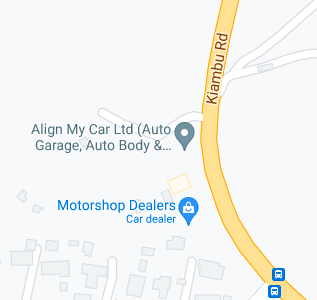 Kiambu Rd
Align My Car Ltd (Auto
Garage, Auto Body &...
Motorshop Dealers
Car dealer